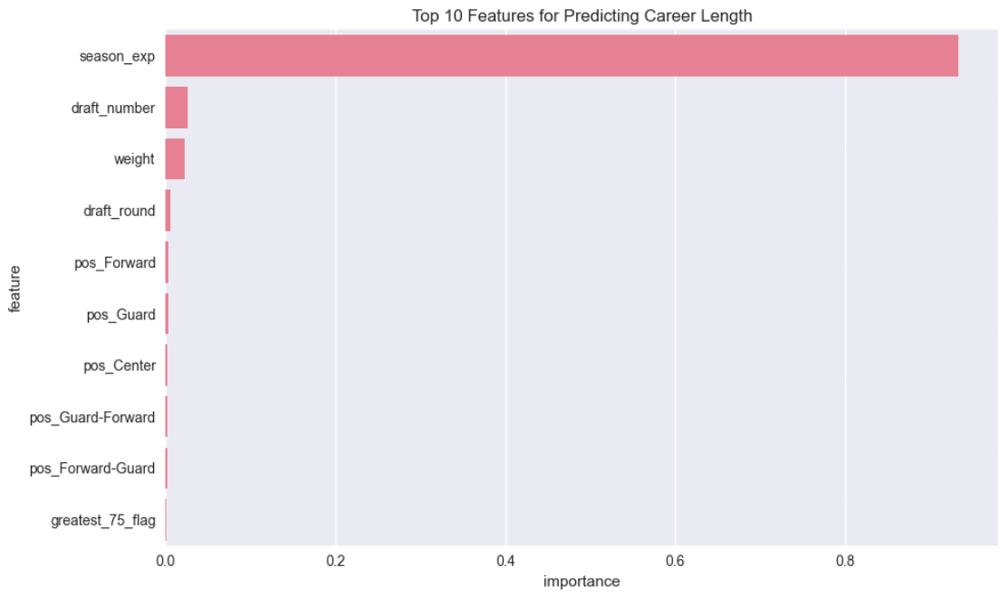 Top 10 Features for Predicting Career Length
season_exp
draft_number
weight
draft_round
pos_Forward
pos_Guard
pos_Center
pos_Guard-Forward
pos_Forward-Guard
greatest_75_flag
feature
0.0 0.2 0.4 0.6 0.8
importance